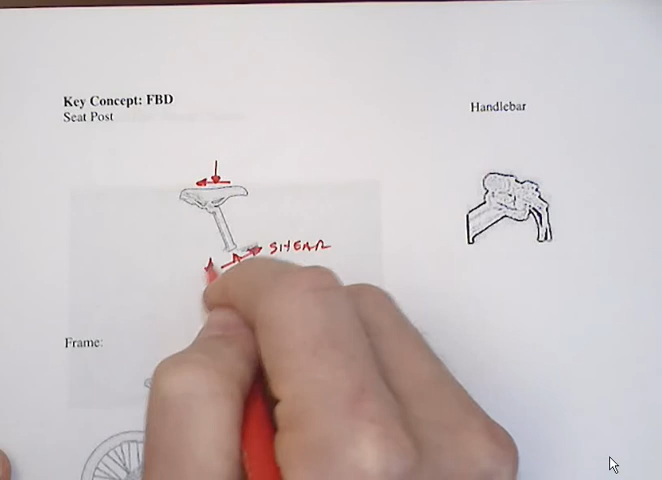 Key Concept: FBD
Seat Post
Handlebar
SHEAR
Frame: